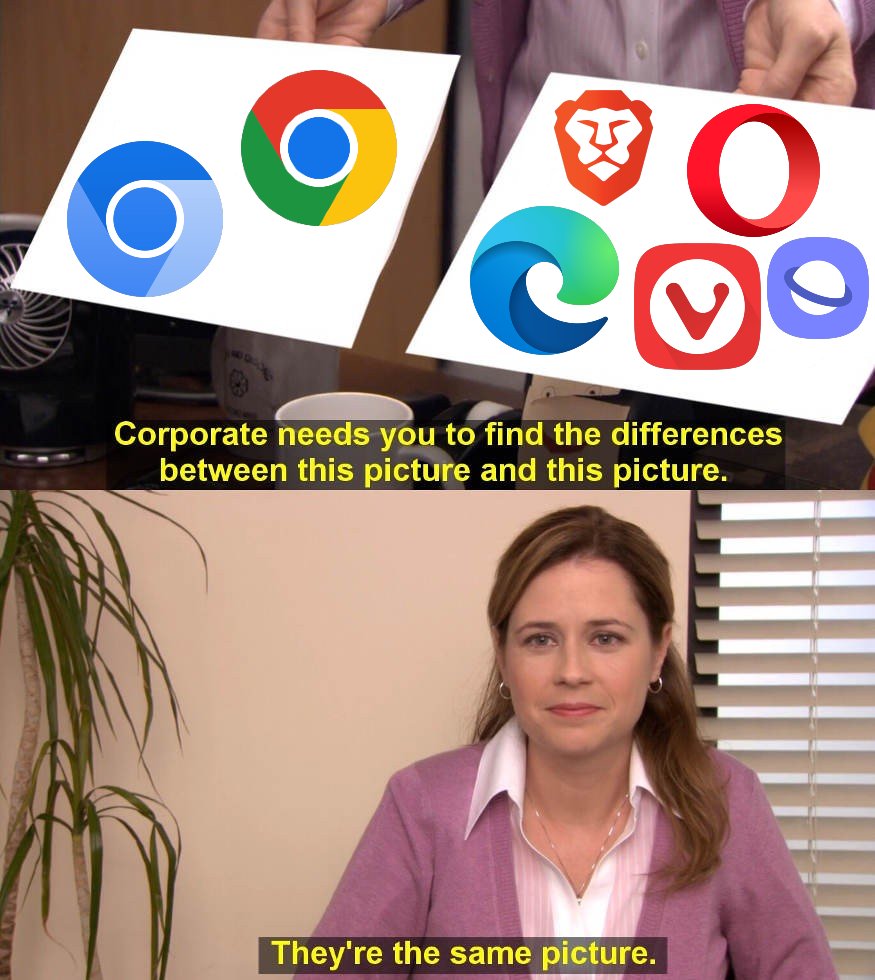 Corporate needs you to find the differences
between this picture and this picture.
They're the same picture.